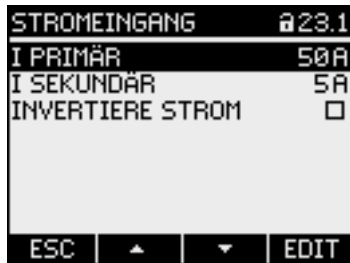 STROMEINGANG 23.1
I PRIMÄR 50A
I SEKUNDÄR 5A
INVERTIERE STROM
ESC EDIT